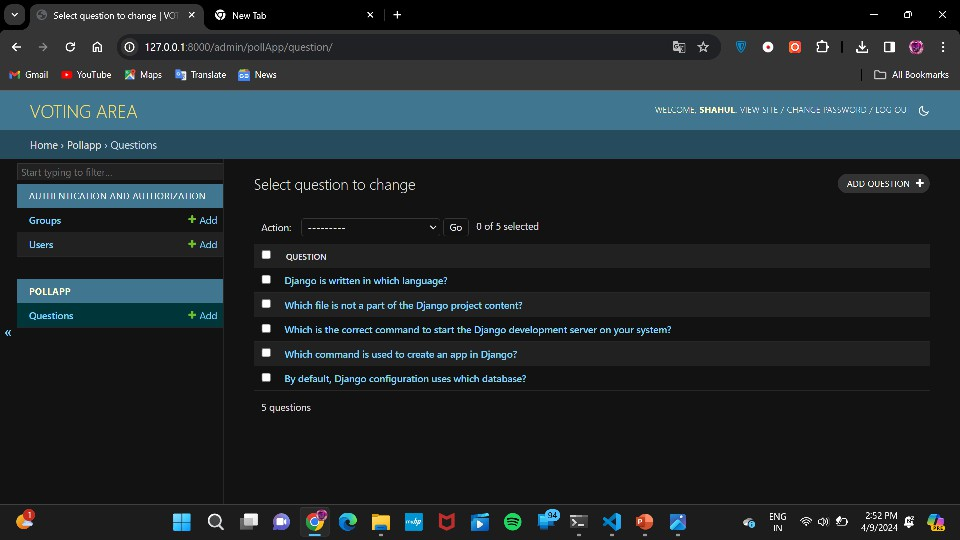 Select question to change | VOT
New Tab
127.0.0.1:8000/admin/pollApp/question/
Gmail YouTube Maps Translate News All Bookmarks
VOTING AREA
WELCOME, SHAHUL. VIEW SITE / CHANGE PASSWORD / LOG OU
Home › Pollapp › Questions
Start typing to filter...
AUTHENTICATION AND AUTHORIZATION
Groups + Add
Users + Add
POLLAPP
Questions + Add
«
Select question to change
ADD QUESTION +
Action: --------- Go 0 of 5 selected
QUESTION
Django is written in which language?
Which file is not a part of the Django project content?
Which is the correct command to start the Django development server on your system?
Which command is used to create an app in Django?
By default, Django configuration uses which database?
5 questions
1
94
ENG
IN
2:52 PM
4/9/2024